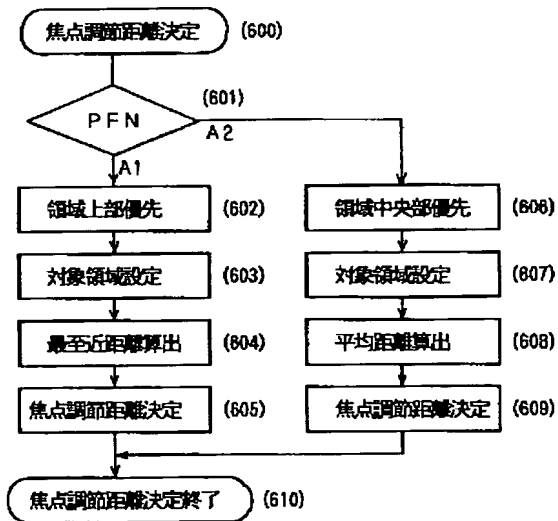 焦点調節距離決定 (600)
(601)
PFN
A2
A1
領域上部優先 (602)
領域中央部優先 (606)
対象領域設定 (603)
対象領域設定 (607)
最至近距離算出 (604)
平均距離算出 (608)
焦点調節距離決定 (605)
焦点調節距離決定 (609)
焦点調節距離決定終了 (610)